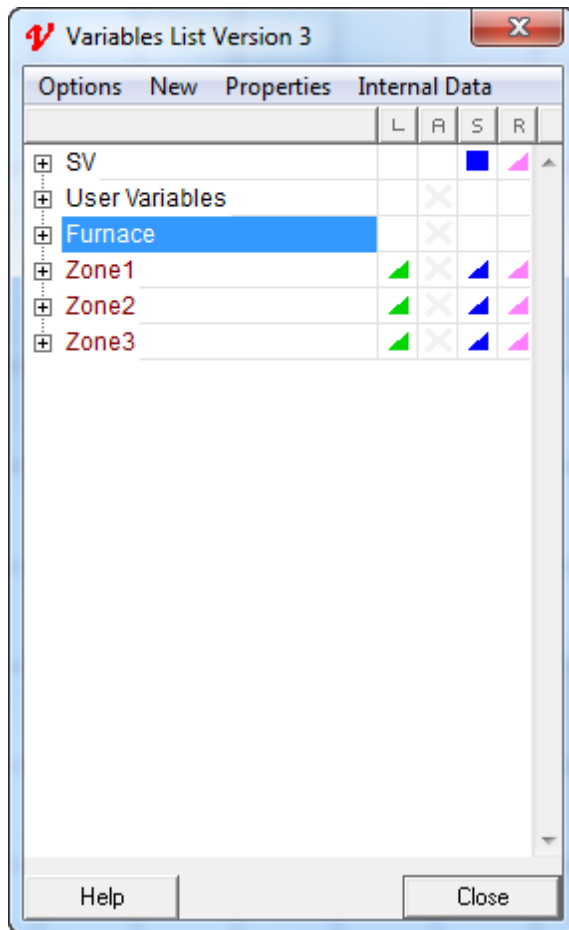 Variables List Version 3
Options New Properties Internal Data
L A S R
SV
User Variables
Furnace
Zone1
Zone2
Zone3
Help Close